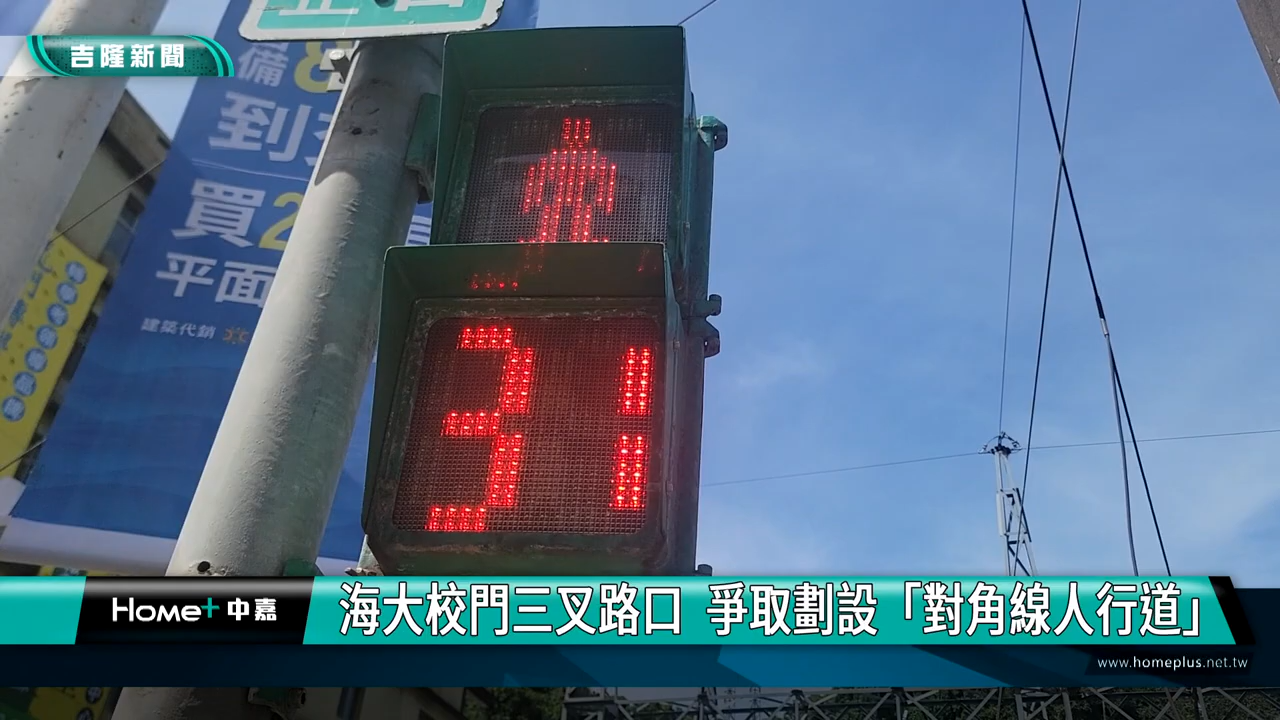 吉隆新聞
備8
到
買2
平面
建築代銷
31
Home+中嘉
海大校門三叉路口 爭取劃設「對角線人行道」
www.homeplus.net.tw